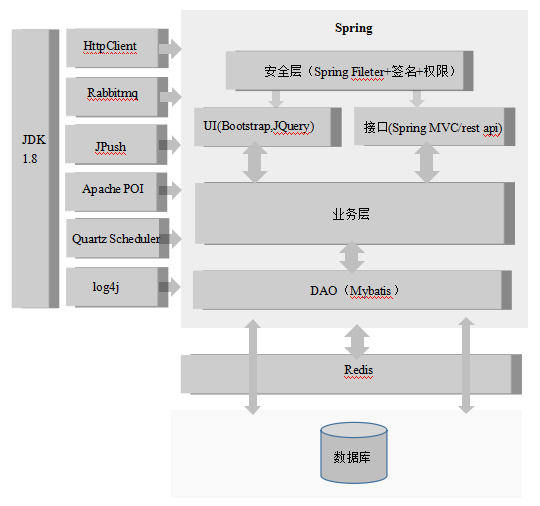 Spring
HttpClient
安全层（Spring Fileter+签名+权限）
Rabbitmq
UI(Bootstrap,JQuery)
接口(Spring MVC/rest api)
JDK
1.8
JPush
Apache POI
业务层
Quartz Scheduler
log4j
DAO（Mybatis）
Redis
数据库